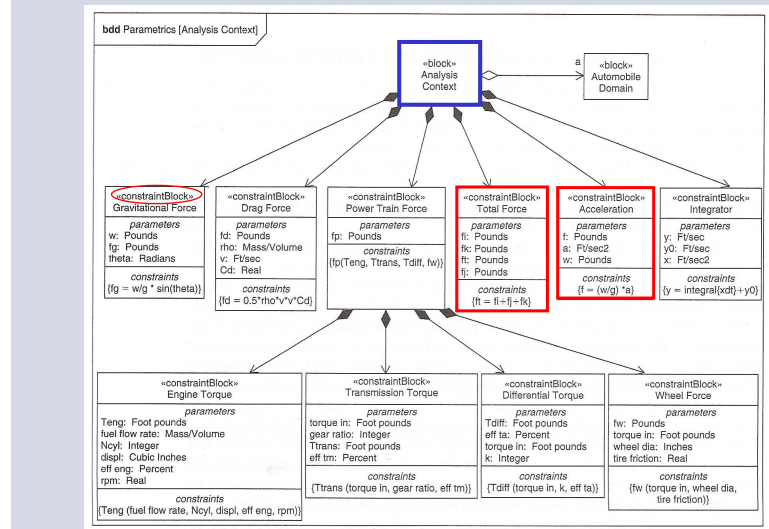 bdd Parametrics [Analysis Context]
«block»
Analysis
Context
a
«block»
Automobile
Domain
«constraintBlock»
Gravitational Force
parameters
w: Pounds
fg: Pounds
theta: Radians
constraints
{fg = w/g * sin(theta)}
«constraintBlock»
Drag Force
parameters
fd: Pounds
rho: Mass/Volume
v: Ft/sec
Cd: Real
constraints
{fd = 0.5*rho*v*v*Cd}
«constraintBlock»
Power Train Force
parameters
fp: Pounds
constraints
{fp(Teng, Ttrans, Tdiff, fw)}
«constraintBlock»
Total Force
parameters
fi: Pounds
fk: Pounds
ft: Pounds
fj: Pounds
constraints
{ft = fi+fj+fk}
«constraintBlock»
Acceleration
parameters
f: Pounds
a: Ft/sec2
w: Pounds
constraints
{f = (w/g) *a}
«constraintBlock»
Integrator
parameters
y: Ft/sec
y0: Ft/sec
x: Ft/sec2
constraints
{y = integral{xdt}+y0}
«constraintBlock»
Engine Torque
parameters
Teng: Foot pounds
fuel flow rate: Mass/Volume
Ncyl: Integer
displ: Cubic Inches
eff eng: Percent
rpm: Real
constraints
{Teng (fuel flow rate, Ncyl, displ, eff eng, rpm)}
«constraintBlock»
Transmission Torque
parameters
torque in: Foot pounds
gear ratio: Integer
Ttrans: Foot pounds
eff tm: Percent
constraints
{Ttrans (torque in, gear ratio, eff tm)}
«constraintBlock»
Differential Torque
parameters
Tdiff: Foot pounds
eff ta: Percent
torque in: Foot pounds
k: Integer
constraints
{Tdiff (torque in, k, eff ta)}
«constraintBlock»
Wheel Force
parameters
fw: Pounds
torque in: Foot pounds
wheel dia: Inches
tire friction: Real
constraints
{fw (torque in, wheel dia,
tire friction)}